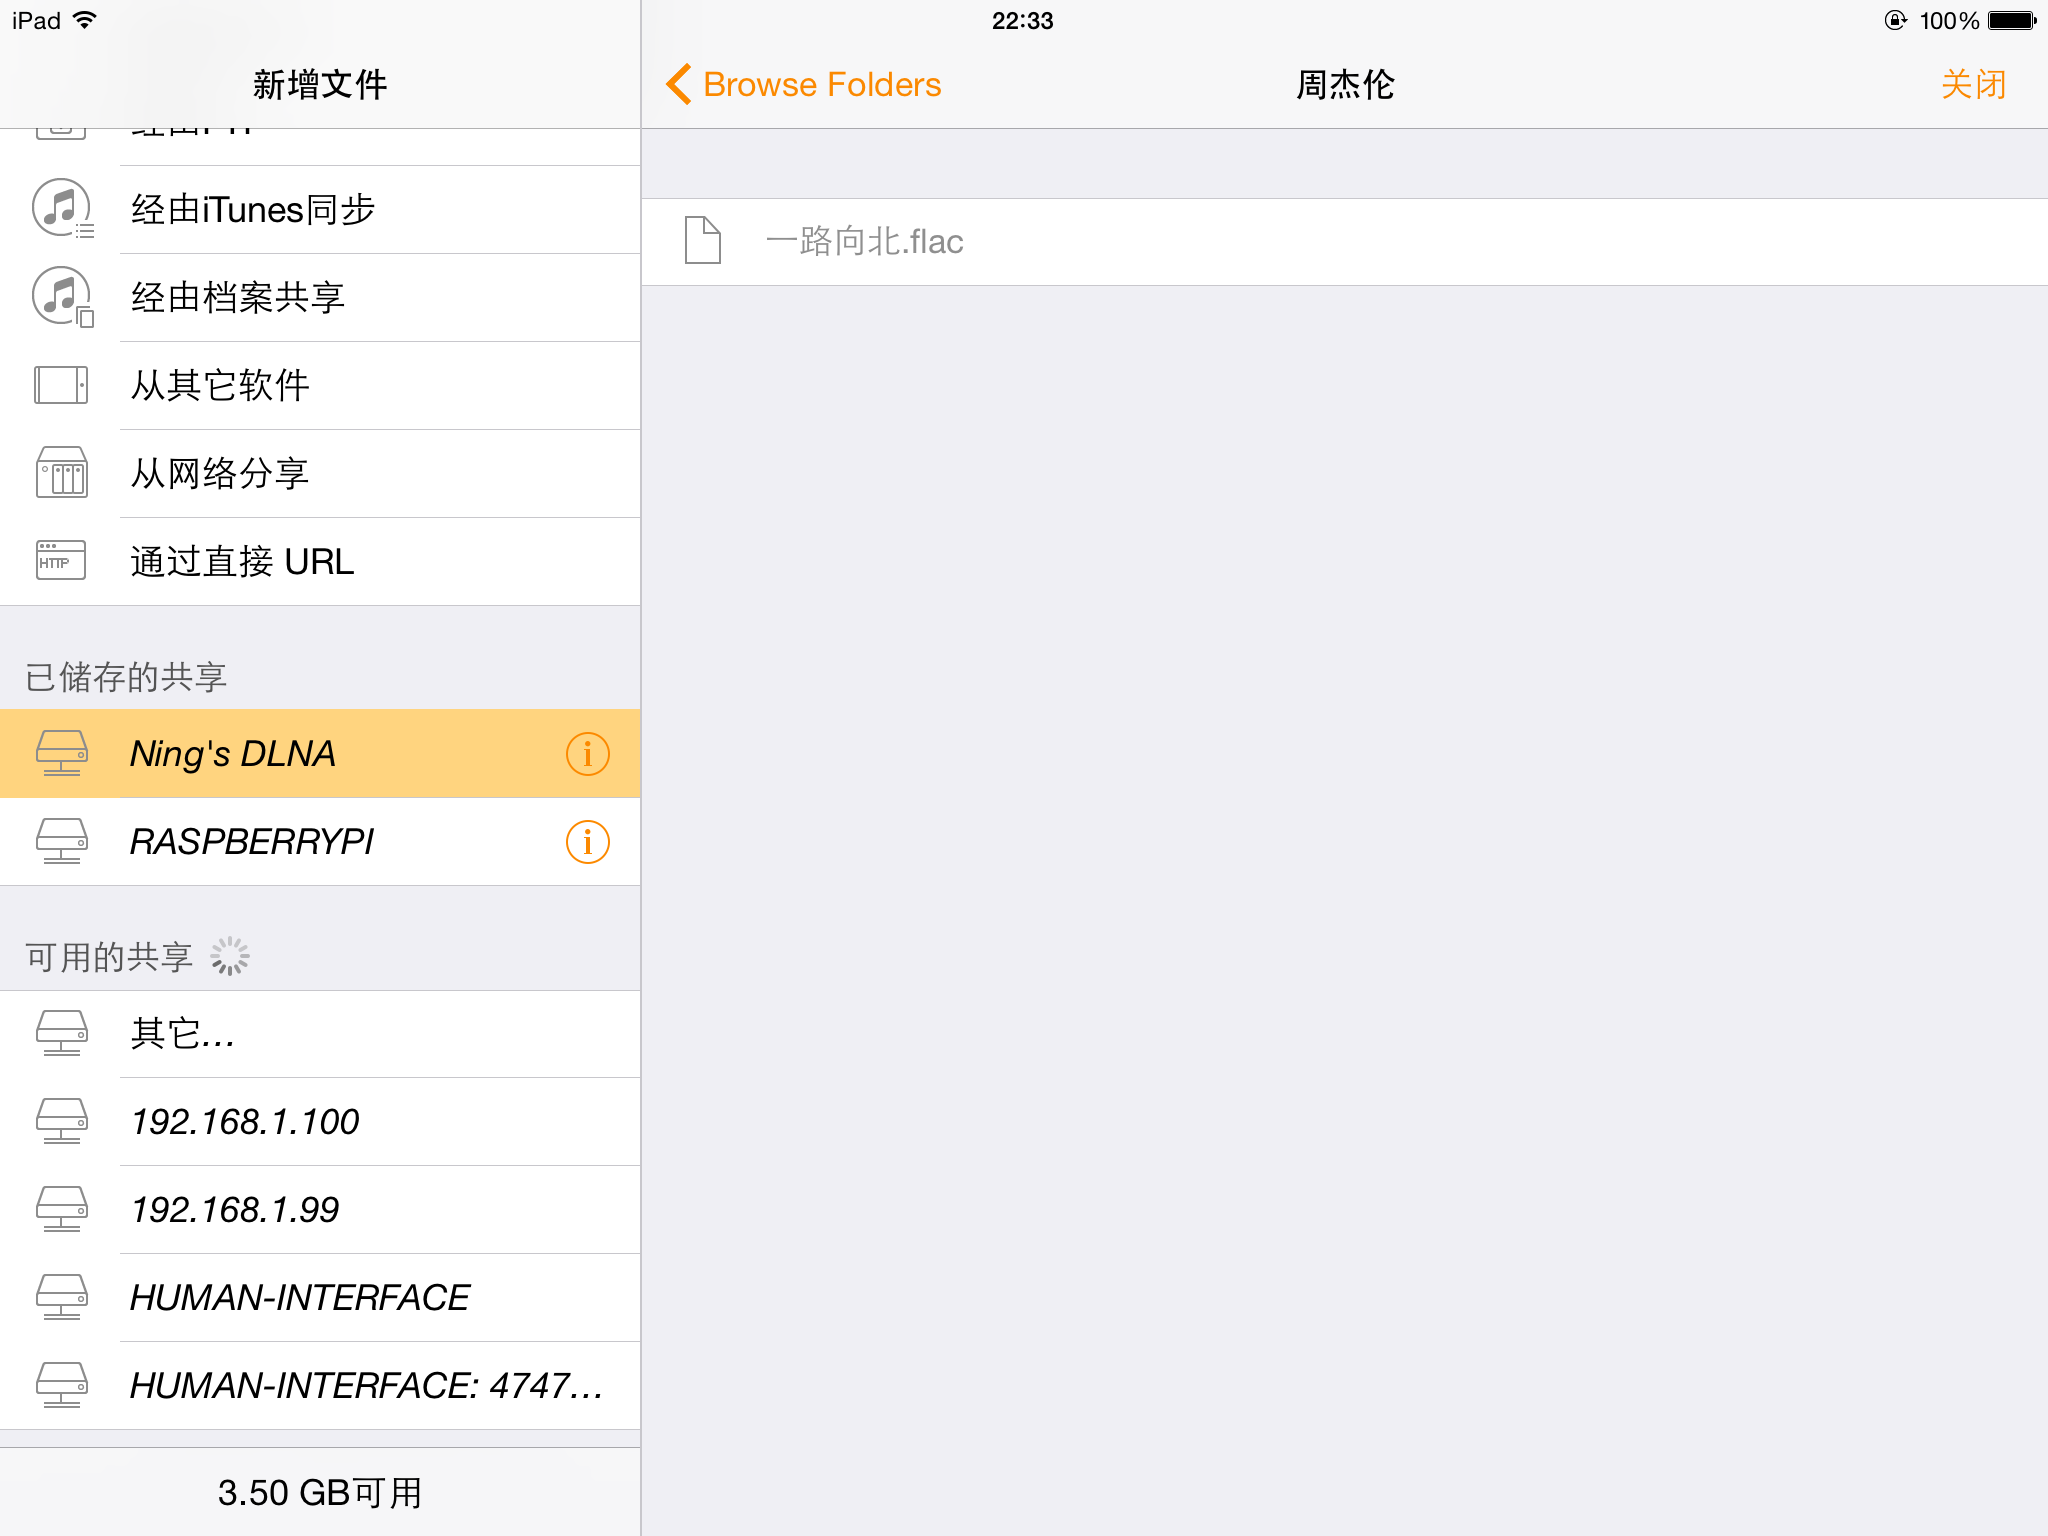 iPad
22:33
100%
新增文件
Browse Folders
周杰伦
关闭
经由iTunes同步
经由档案共享
从其它软件
从网络分享
HTTP
通过直接 URL
已储存的共享
Ning's DLNA
RASPBERRYPI
可用的共享
其它...
192.168.1.100
192.168.1.99
HUMAN-INTERFACE
HUMAN-INTERFACE: 4747...
3.50 GB可用
一路向北.flac